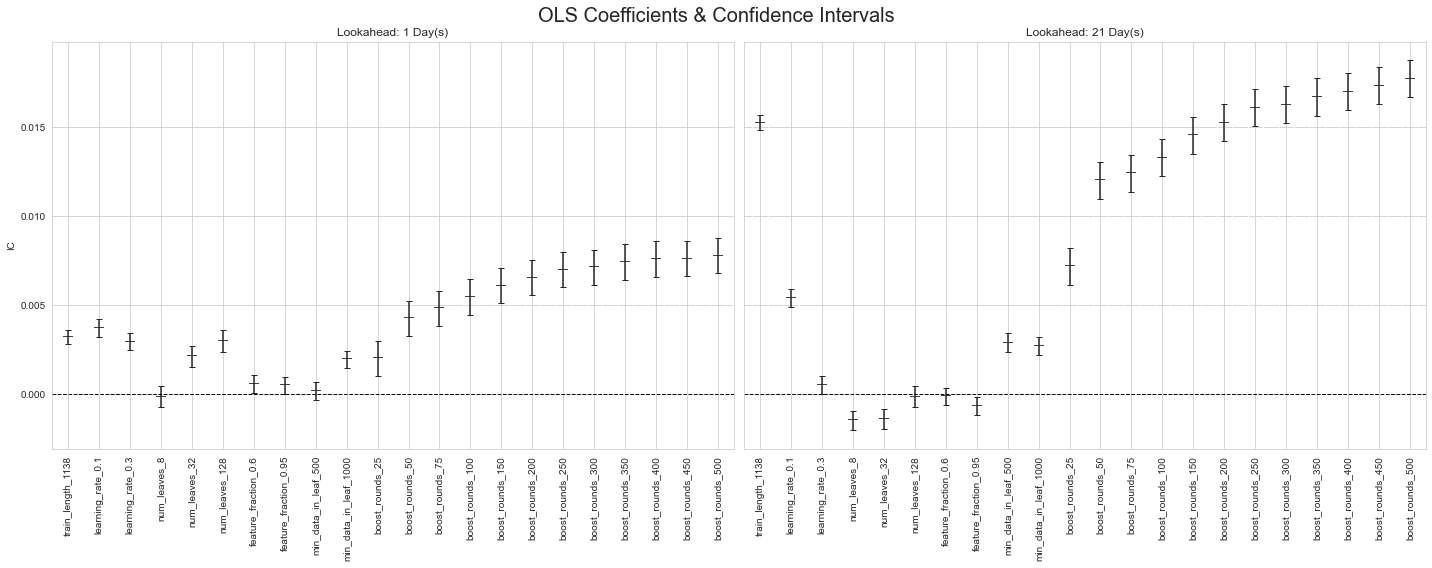 OLS Coefficients & Confidence Intervals
Lookahead: 1 Day(s)
Lookahead: 21 Day(s)
IC
0.015
0.010
0.005
0.000
train_length_1138
learning_rate_0.1
learning_rate_0.3
num_leaves_8
num_leaves_32
num_leaves_128
feature_fraction_0.6
feature_fraction_0.95
min_data_in_leaf_500
min_data_in_leaf_1000
boost_rounds_25
boost_rounds_50
boost_rounds_75
boost_rounds_100
boost_rounds_150
boost_rounds_200
boost_rounds_250
boost_rounds_300
boost_rounds_350
boost_rounds_400
boost_rounds_450
boost_rounds_500
train_length_1138
learning_rate_0.1
learning_rate_0.3
num_leaves_8
num_leaves_32
num_leaves_128
feature_fraction_0.6
feature_fraction_0.95
min_data_in_leaf_500
min_data_in_leaf_1000
boost_rounds_25
boost_rounds_50
boost_rounds_75
boost_rounds_100
boost_rounds_150
boost_rounds_200
boost_rounds_250
boost_rounds_300
boost_rounds_350
boost_rounds_400
boost_rounds_450
boost_rounds_500